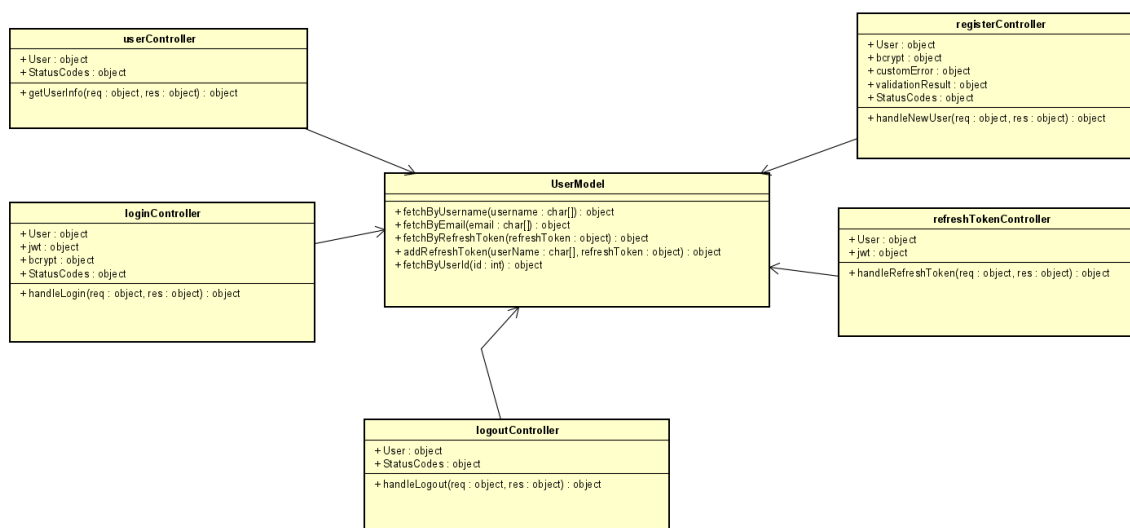 userController
+ User : object
+ StatusCodes : object
+ getUserInfo(req : object, res : object) : object
registerController
+ User : object
+ bcrypt : object
+ customError : object
+ validationResult : object
+ StatusCodes : object
+ handleNewUser(req : object, res : object) : object
UserModel
+ fetchByUsername(username : char[]) : object
+ fetchByEmail(email : char[]) : object
+ fetchByRefreshToken(refreshToken : object) : object
+ addRefreshToken(userName : char[], refreshToken : object) : object
+ fetchByUserId(id : int) : object
loginController
+ User : object
+ jwt : object
+ bcrypt : object
+ StatusCodes : object
+ handleLogin(req : object, res : object) : object
refreshTokenController
+ User : object
+ jwt : object
+ handleRefreshToken(req : object, res : object) : object
logoutController
+ User : object
+ StatusCodes : object
+ handleLogout(req : object, res : object) : object